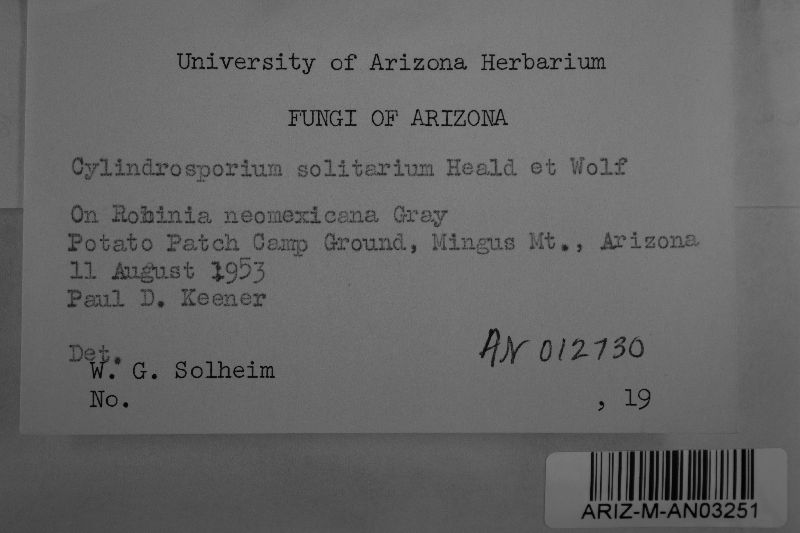 University of Arizona Herbarium
FUNGI OF ARIZONA
Cylindrosporium solitarium Heald et Wolf
On Robinia neomexicana Gray
Potato Patch Camp Ground, Mingus Mt., Arizona
11 August 1953
Paul D. Keener
Det.
W. G. Solheim
AN 012730
No. , 19
ARIZ-M-AN03251